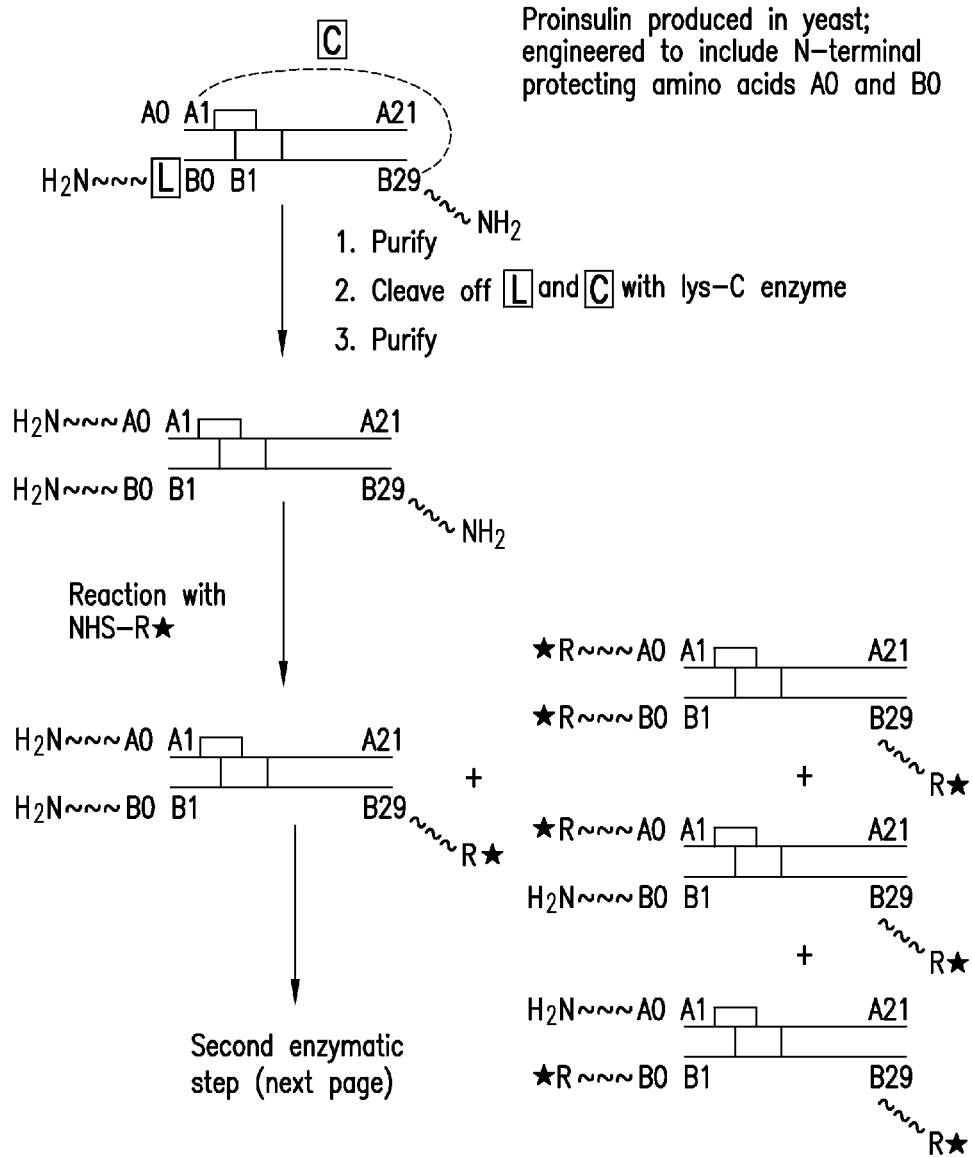 Proinsulin produced in yeast;
engineered to include N-terminal
protecting amino acids A0 and B0
C
A0 A1 A21
H₂N~~~L B0 B1 B29~~~NH₂
1. Purify
2. Cleave off L and C with lys-C enzyme
3. Purify
H₂N~~~A0 A1 A21
H₂N~~~B0 B1 B29~~~NH₂
Reaction with
NHS-R★
H₂N~~~A0 A1 A21
H₂N~~~B0 B1 B29~~~R★
+
★R~~~A0 A1 A21
★R~~~B0 B1 B29~~~R★
+
★R~~~A0 A1 A21
H₂N~~~B0 B1 B29~~~R★
+
H₂N~~~A0 A1 A21
★R~~~B0 B1 B29~~~R★
Second enzymatic
step (next page)